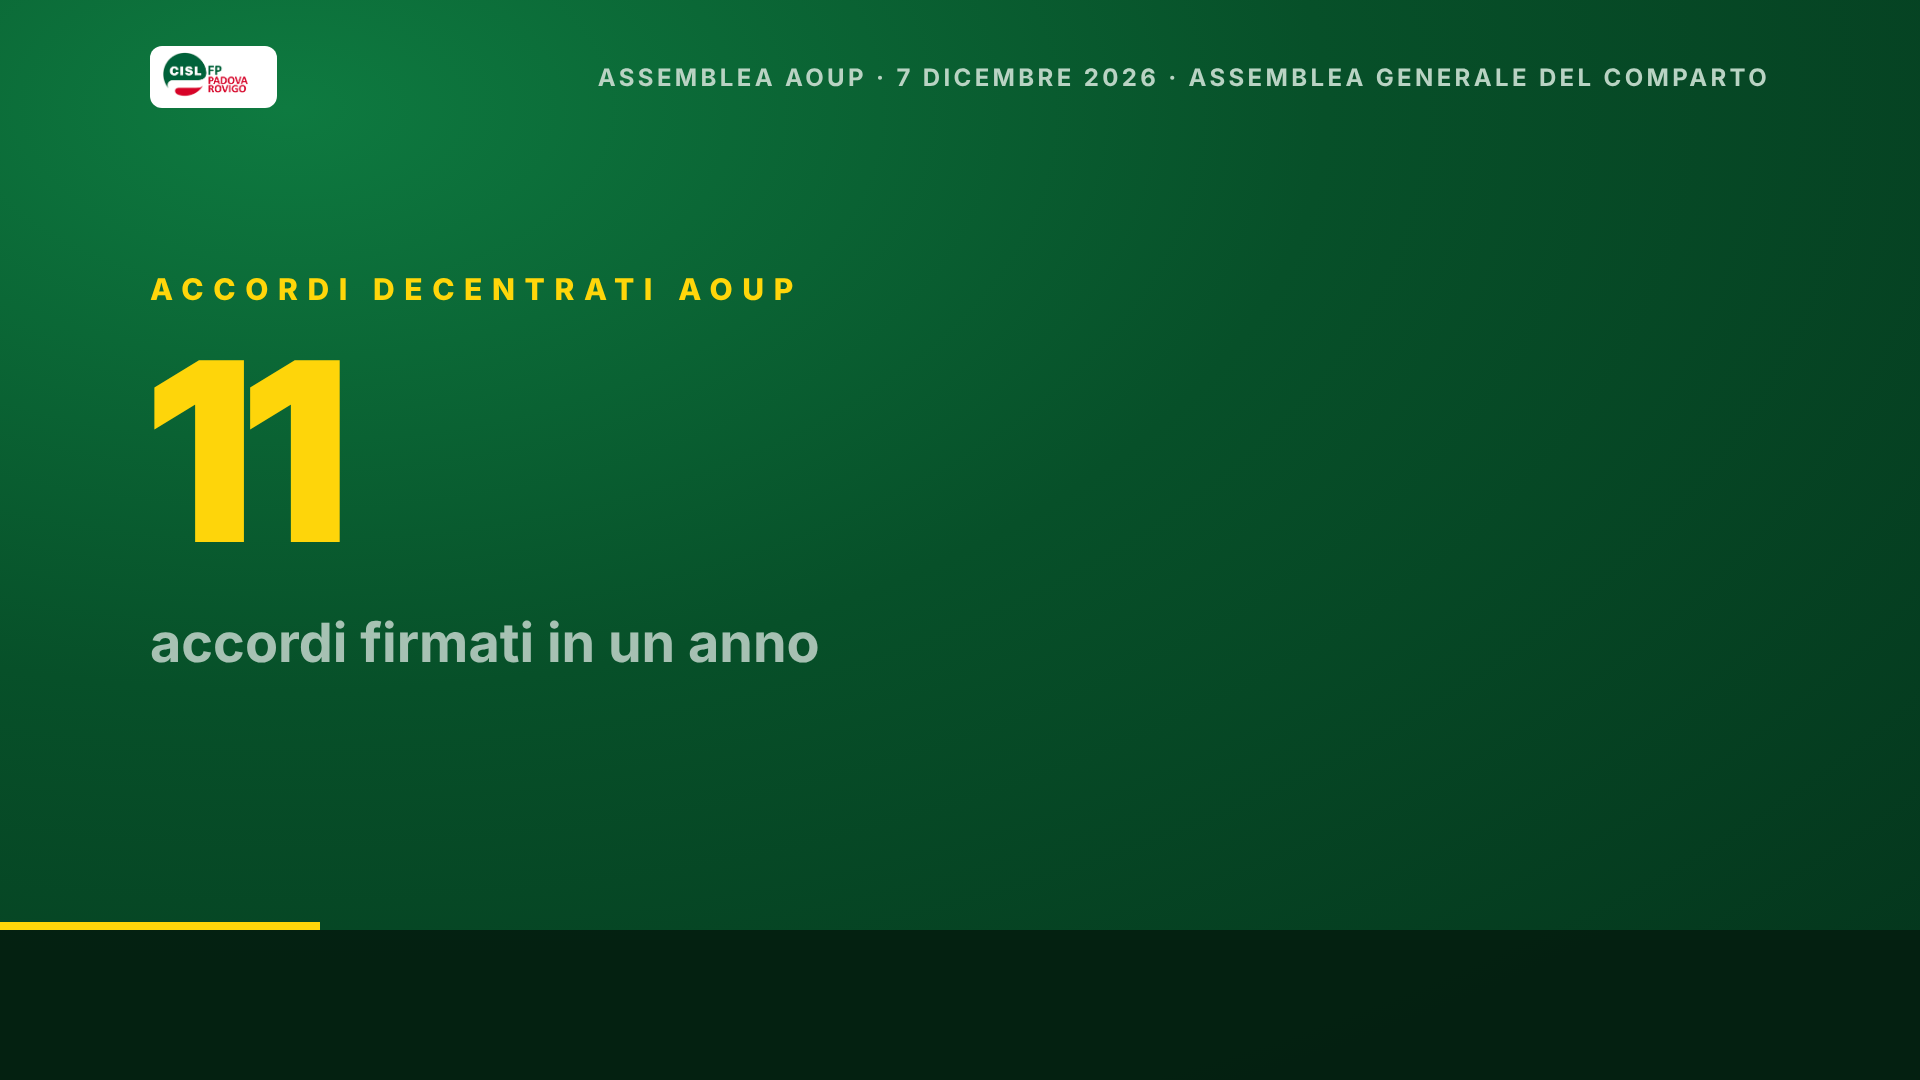 CISL FP
PADOVA
ROVIGO
ASSEMBLEA AOUP · 7 DICEMBRE 2026 · ASSEMBLEA GENERALE DEL COMPARTO
ACCORDI DECENTRATI AOUP
11
accordi firmati in un anno